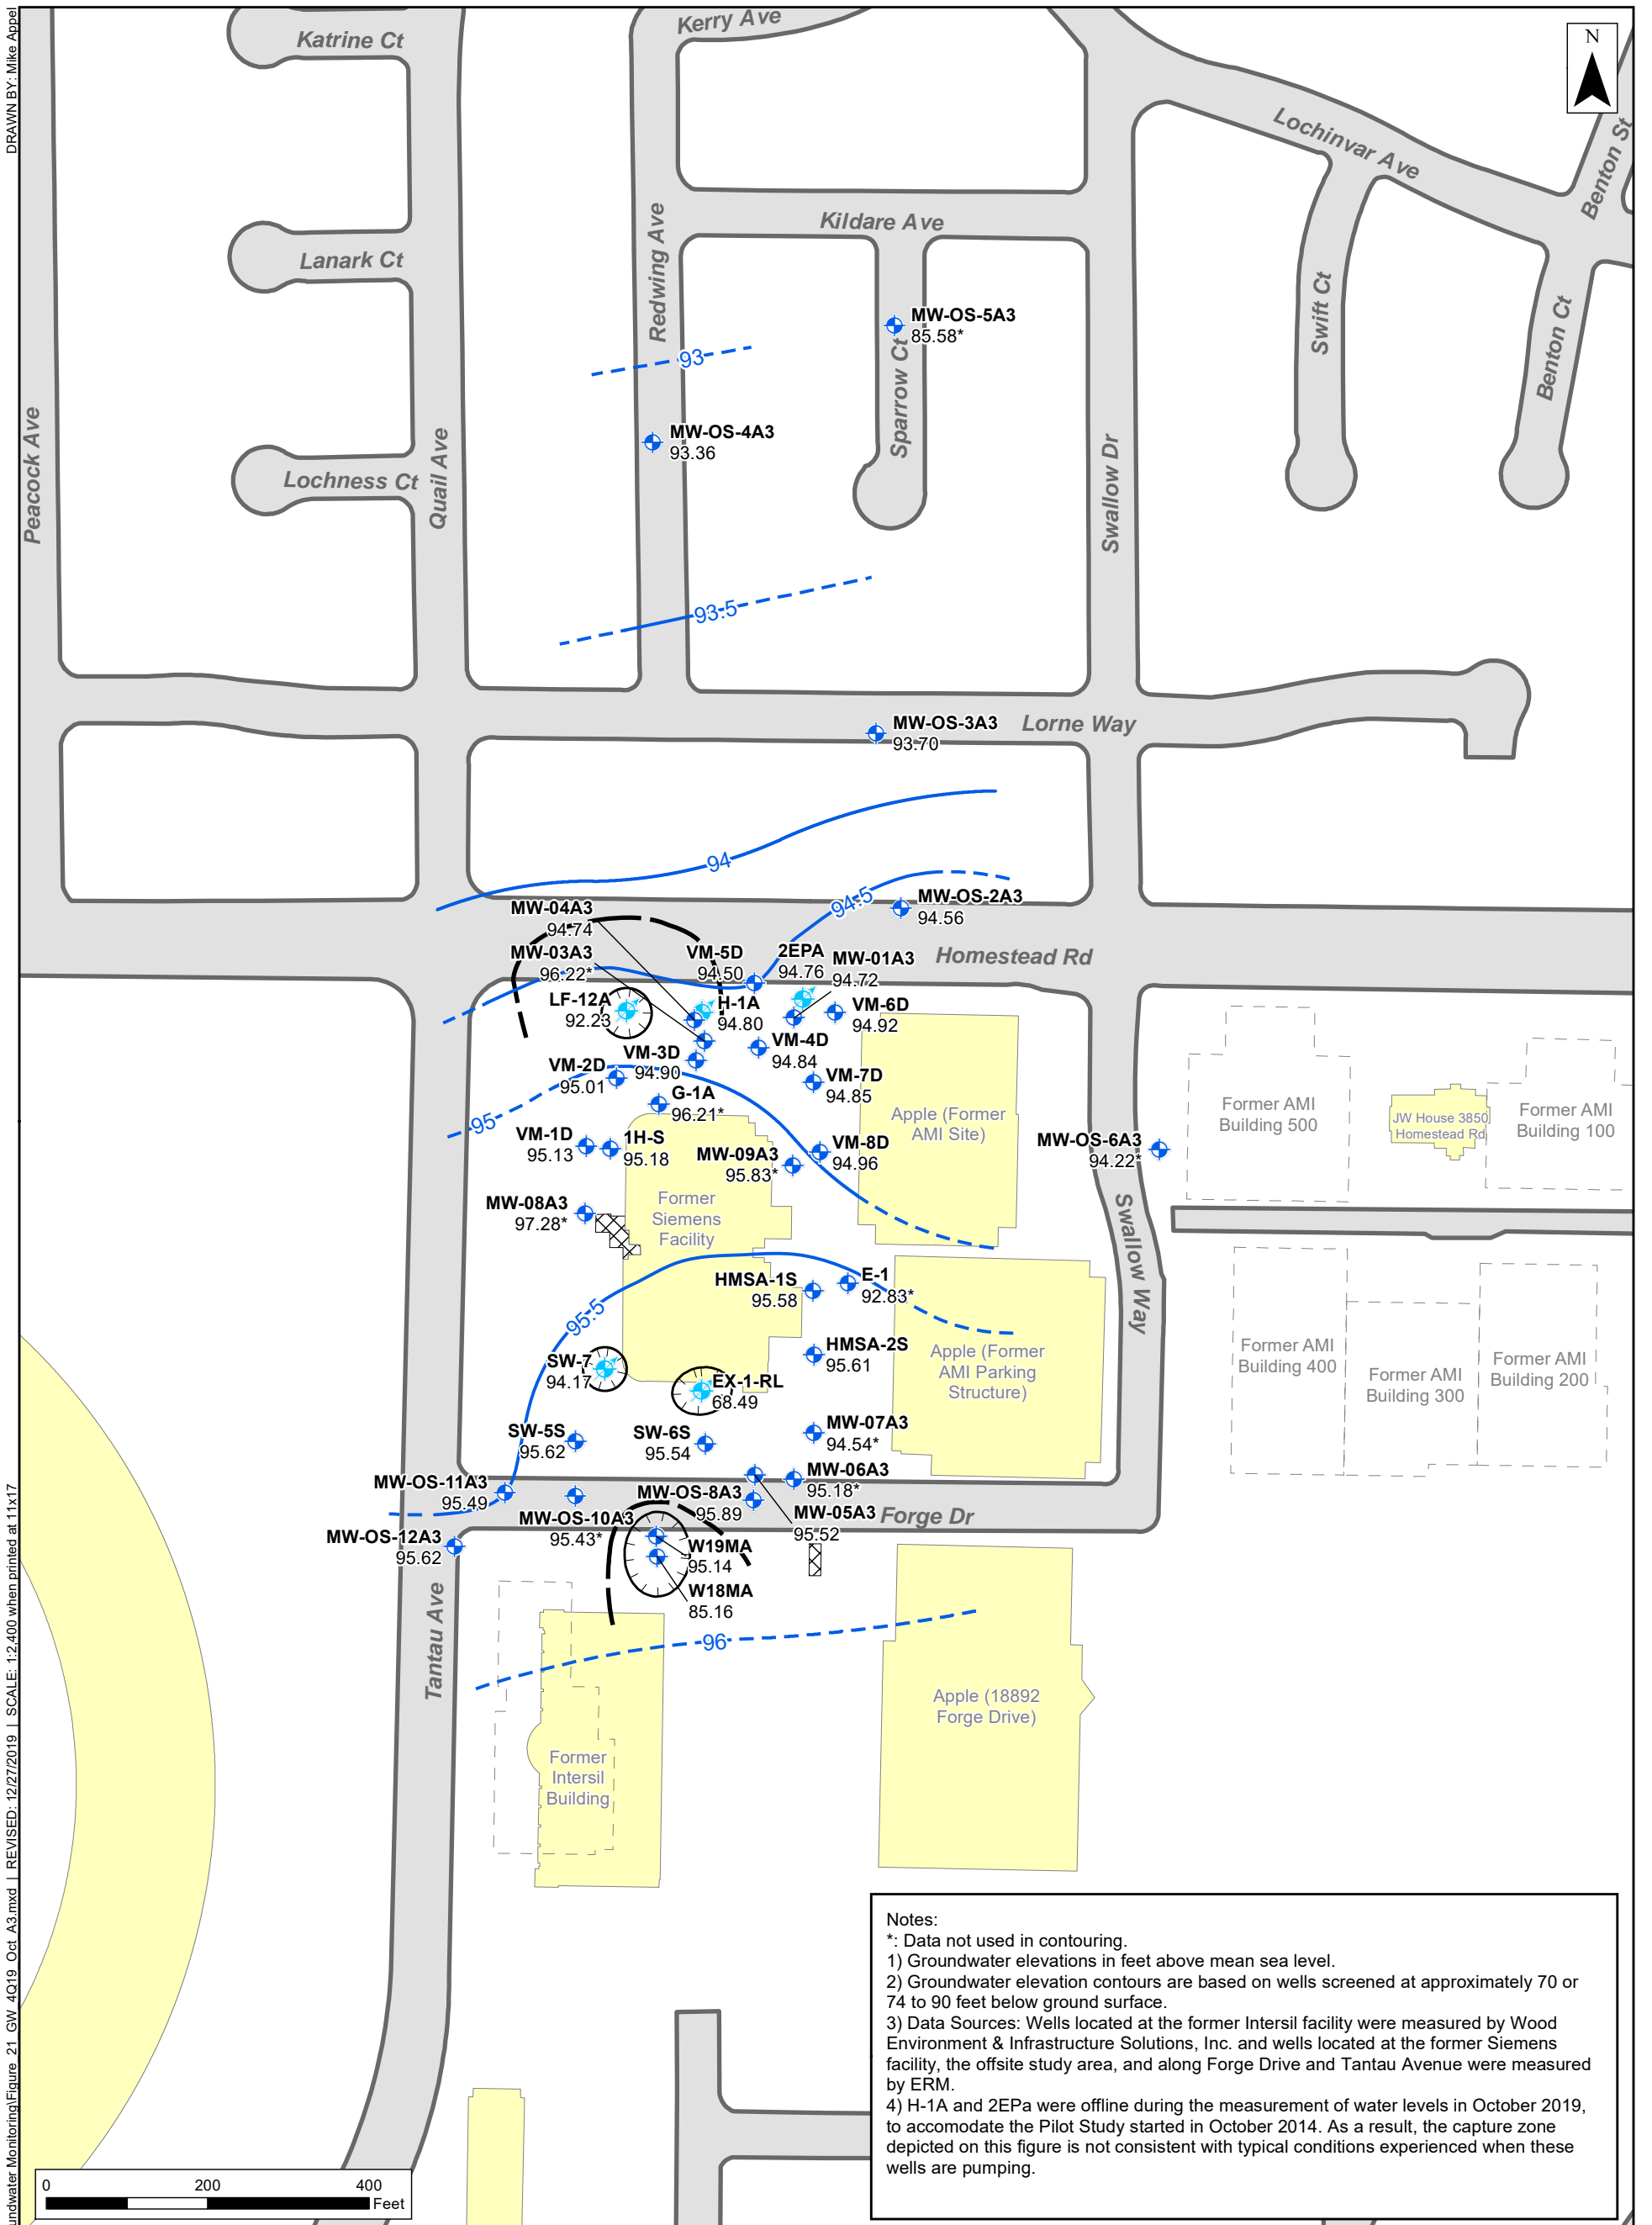 DRAWN BY: Mike Appel
Katrine Ct
Kerry Ave
N
Lochinvar Ave
Benton St
Lanark Ct
Redwing Ave
Kildare Ave
Swift Ct
Benton Ct
MW-OS-5A3
85.58*
93
Sparrow Ct
MW-OS-4A3
93.36
Peacock Ave
Lochness Ct
Quail Ave
Swallow Dr
93.5
MW-OS-3A3
93.70
Lorne Way
94
94.5
MW-OS-2A3
94.56
MW-04A3
94.74
MW-03A3
96.22*
VM-5D
94.50
2EPA
94.76
MW-01A3
94.72
Homestead Rd
LF-12A
92.23
H-1A
94.80
VM-6D
94.92
VM-4D
94.84
VM-3D
94.90
VM-2D
95.01
VM-7D
94.85
G-1A
96.21*
95
Apple (Former
AMI Site)
VM-1D
95.13
1H-S
95.18
MW-09A3
95.83*
VM-8D
94.96
MW-OS-6A3
94.22*
Former AMI
Building 500
JW House 3850
Homestead Rd
Former AMI
Building 100
MW-08A3
97.28*
Former
Siemens
Facility
Swallow Way
HMSA-1S
95.58
E-1
92.83*
95.5
HMSA-2S
95.61
Apple (Former
AMI Parking
Structure)
Former AMI
Building 400
Former AMI
Building 300
Former AMI
Building 200
SW-7
94.17
EX-1-RL
68.49
SW-5S
95.62
SW-6S
95.54
MW-07A3
94.54*
MW-06A3
95.18*
MW-OS-11A3
95.49
MW-OS-8A3
95.89
MW-05A3
95.52
Forge Dr
MW-OS-10A3
95.43*
MW-OS-12A3
95.62
W19MA
95.14
W18MA
85.16
Tantau Ave
96
Apple (18892
Forge Drive)
Former
Intersil
Building
Notes:
*: Data not used in contouring.
1) Groundwater elevations in feet above mean sea level.
2) Groundwater elevation contours are based on wells screened at approximately 70 or
74 to 90 feet below ground surface.
3) Data Sources: Wells located at the former Intersil facility were measured by Wood
Environment & Infrastructure Solutions, Inc. and wells located at the former Siemens
facility, the offsite study area, and along Forge Drive and Tantau Avenue were measured
by ERM.
4) H-1A and 2EPa were offline during the measurement of water levels in October 2019,
to accomodate the Pilot Study started in October 2014. As a result, the capture zone
depicted on this figure is not consistent with typical conditions experienced when these
wells are pumping.
0 200 400
Feet
undwater Monitoring\Figure_21_GW_4Q19_Oct_A3.mxd | REVISED: 12/27/2019 | SCALE: 1:2,400 when printed at 11x17